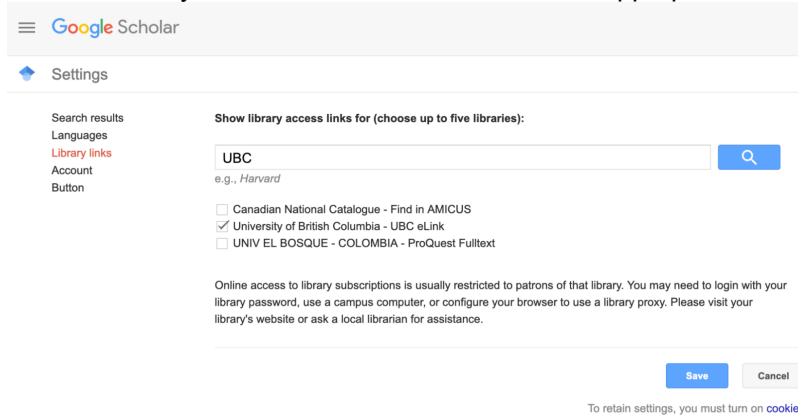 Google Scholar
Settings
Search results
Languages
Library links
Account
Button
Show library access links for (choose up to five libraries):
UBC
e.g., Harvard
Canadian National Catalogue - Find in AMICUS
University of British Columbia - UBC eLink
UNIV EL BOSQUE - COLOMBIA - ProQuest Fulltext
Online access to library subscriptions is usually restricted to patrons of that library. You may need to login with your
library password, use a campus computer, or configure your browser to use a library proxy. Please visit your
library's website or ask a local librarian for assistance.
Save
Cancel
To retain settings, you must turn on cookie